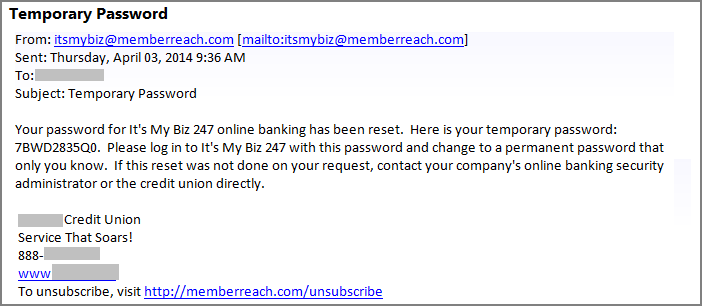 Temporary Password
From: itsmybiz@memberreach.com [mailto:itsmybiz@memberreach.com]
Sent: Thursday, April 03, 2014 9:36 AM
To:
Subject: Temporary Password
Your password for It's My Biz 247 online banking has been reset.  Here is your temporary password:
7BWD2835Q0.  Please log in to It's My Biz 247 with this password and change to a permanent password that
only you know.  If this reset was not done on your request, contact your company's online banking security
administrator or the credit union directly.
Credit Union
Service That Soars!
888-
www
To unsubscribe, visit http://memberreach.com/unsubscribe